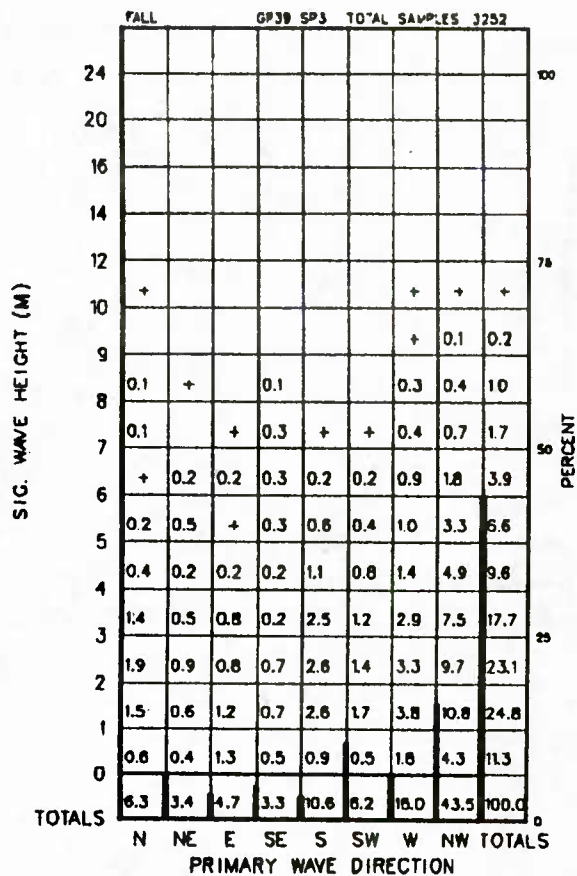 FALL GP39 SP3 TOTAL SAMPLES 3252
24 100
20
16
14
12 75
10 + + + +
9 + 0.1 0.2
8 0.1 + 0.1 0.3 0.4 1.0
7 0.1 + 0.3 + + 0.4 0.7 1.7 50
6 + 0.2 0.2 0.3 0.2 0.2 0.9 1.8 3.9
5 0.2 0.5 + 0.3 0.6 0.4 1.0 3.3 6.6
4 0.4 0.2 0.2 0.2 1.1 0.8 1.4 4.9 9.6
3 1.4 0.5 0.8 0.2 2.5 1.2 2.9 7.5 17.7 25
2 1.9 0.9 0.8 0.7 2.6 1.4 3.3 9.7 23.1
1 1.5 0.6 1.2 0.7 2.6 1.7 3.8 10.8 24.8
0 0.6 0.4 1.3 0.5 0.9 0.5 1.8 4.3 11.3
TOTALS 6.3 3.4 4.7 3.3 10.6 6.2 16.0 43.5 100.0 0
N NE E SE S SW W NW TOTALS
PRIMARY WAVE DIRECTION
SIG. WAVE HEIGHT (M)
PERCENT